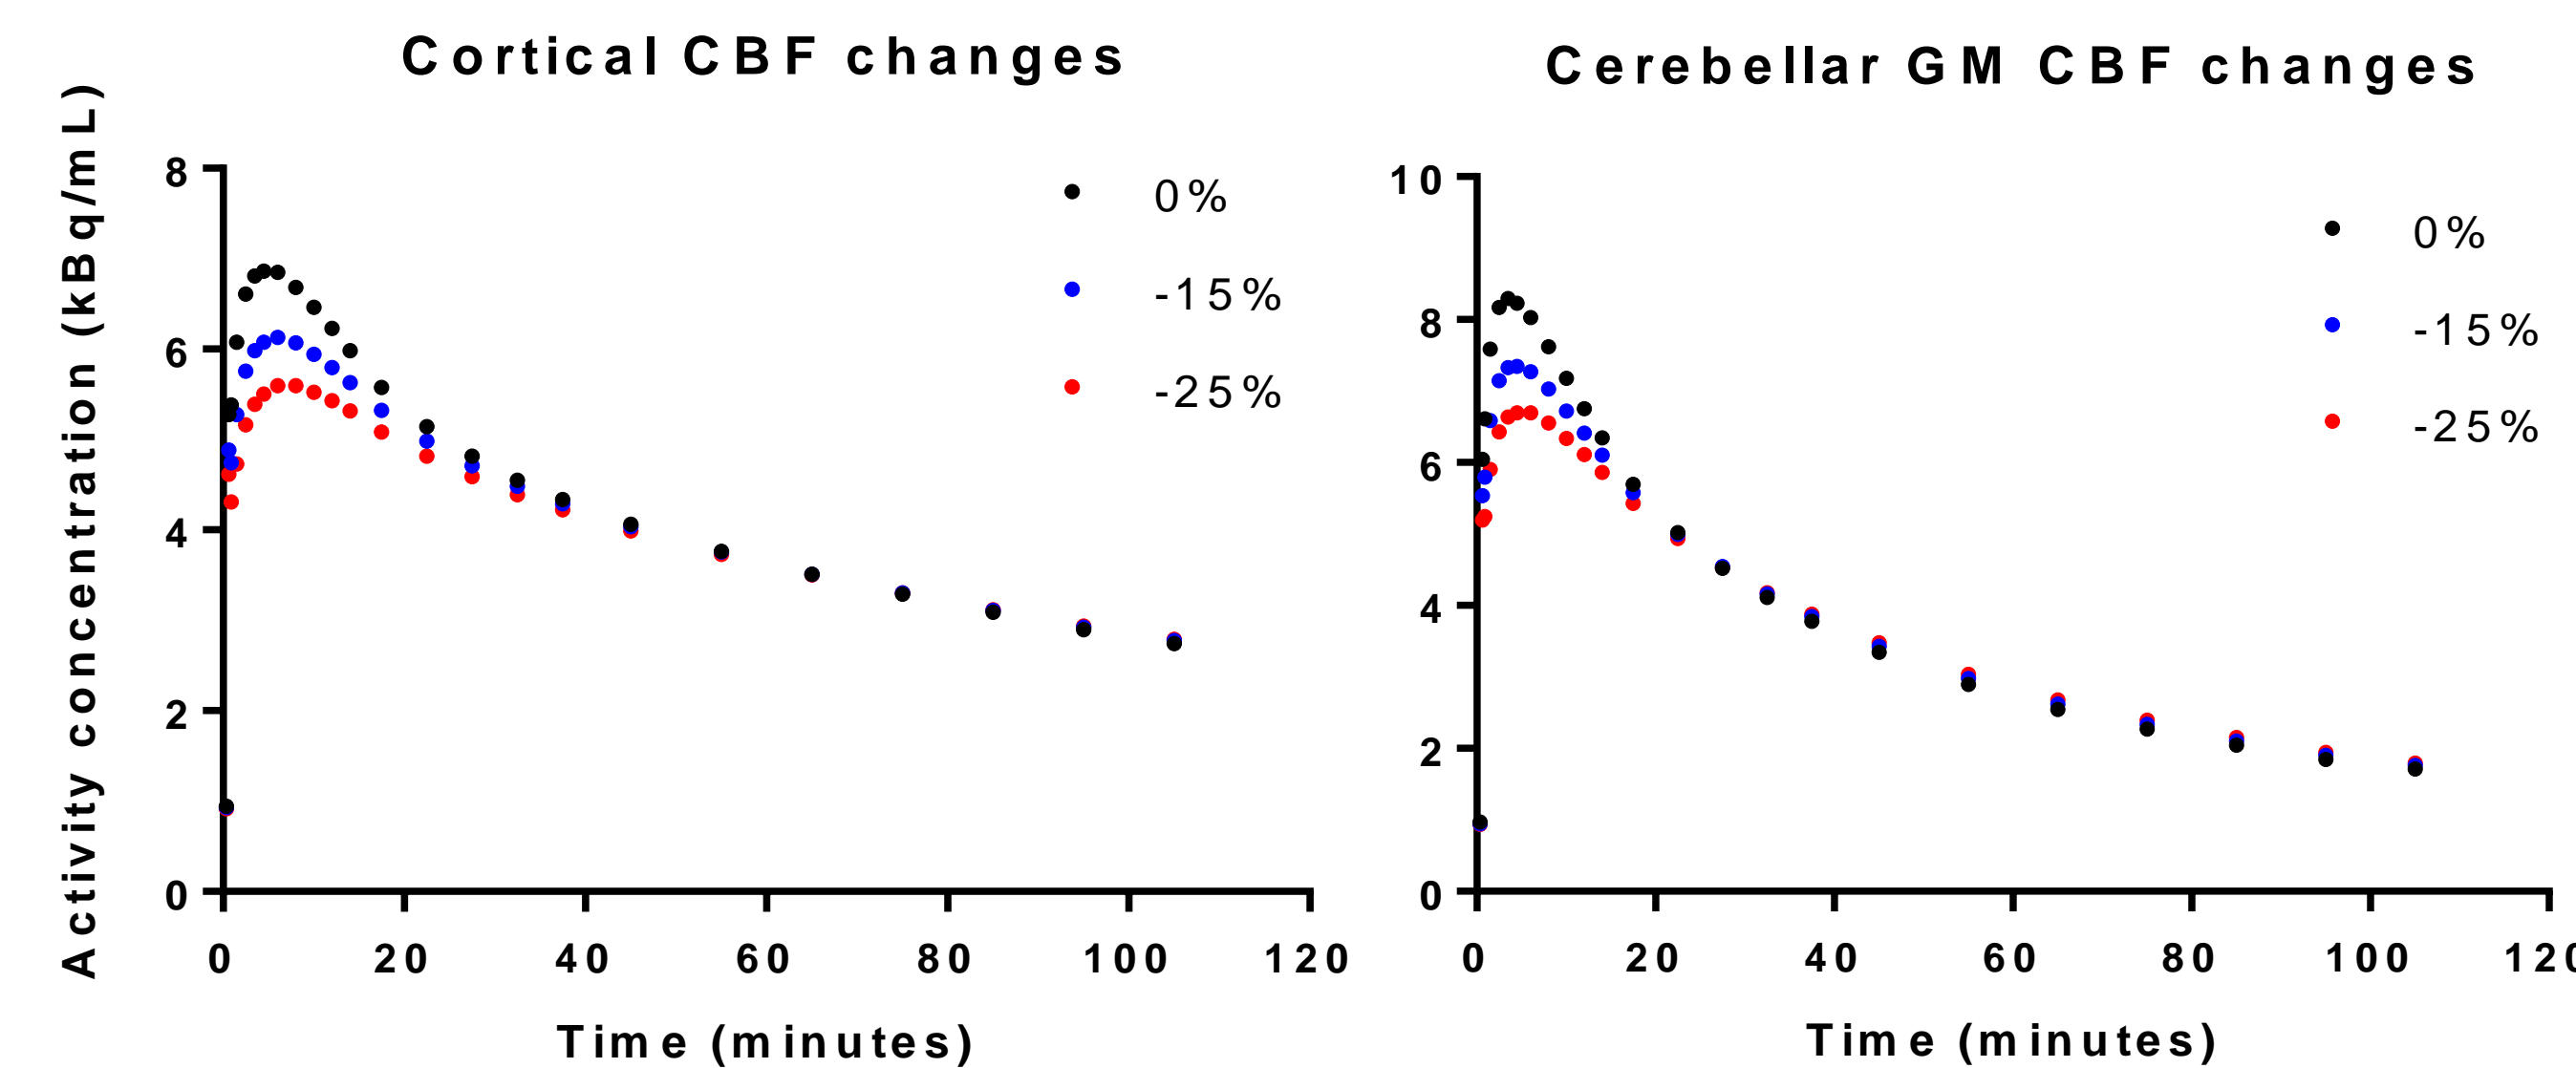 Cortical CBF changes
Activity concentration (kBq/mL)
8
6
4
2
0
0 20 40 60 80 100 120
Time (minutes)
0%
-15%
-25%
Cerebellar GM CBF changes
10
8
6
4
2
0
0 20 40 60 80 100 120
Time (minutes)
0%
-15%
-25%